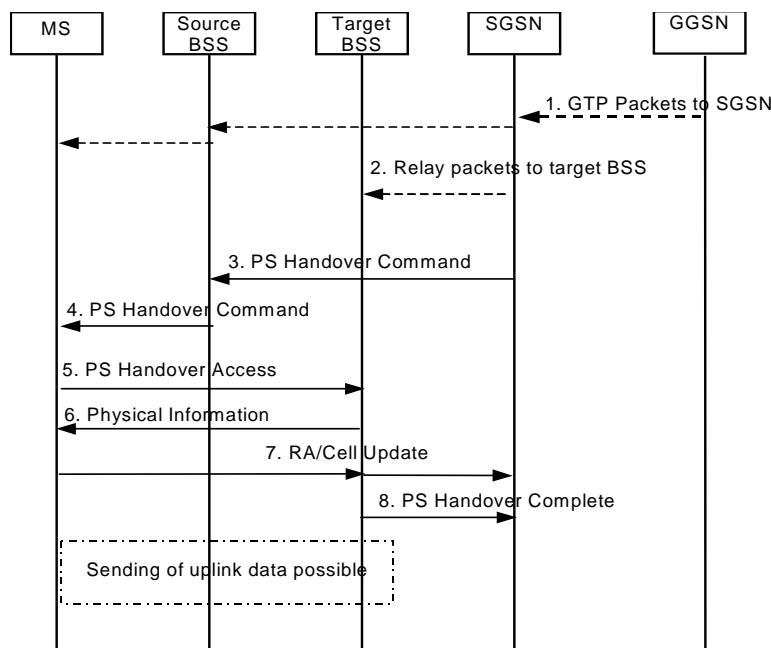 MS
Source
BSS
Target
BSS
SGSN
GGSN
1. GTP Packets to SGSN
2. Relay packets to target BSS
3. PS Handover Command
4. PS Handover Command
5. PS Handover Access
6. Physical Information
7. RA/Cell Update
8. PS Handover Complete
Sending of uplink data possible